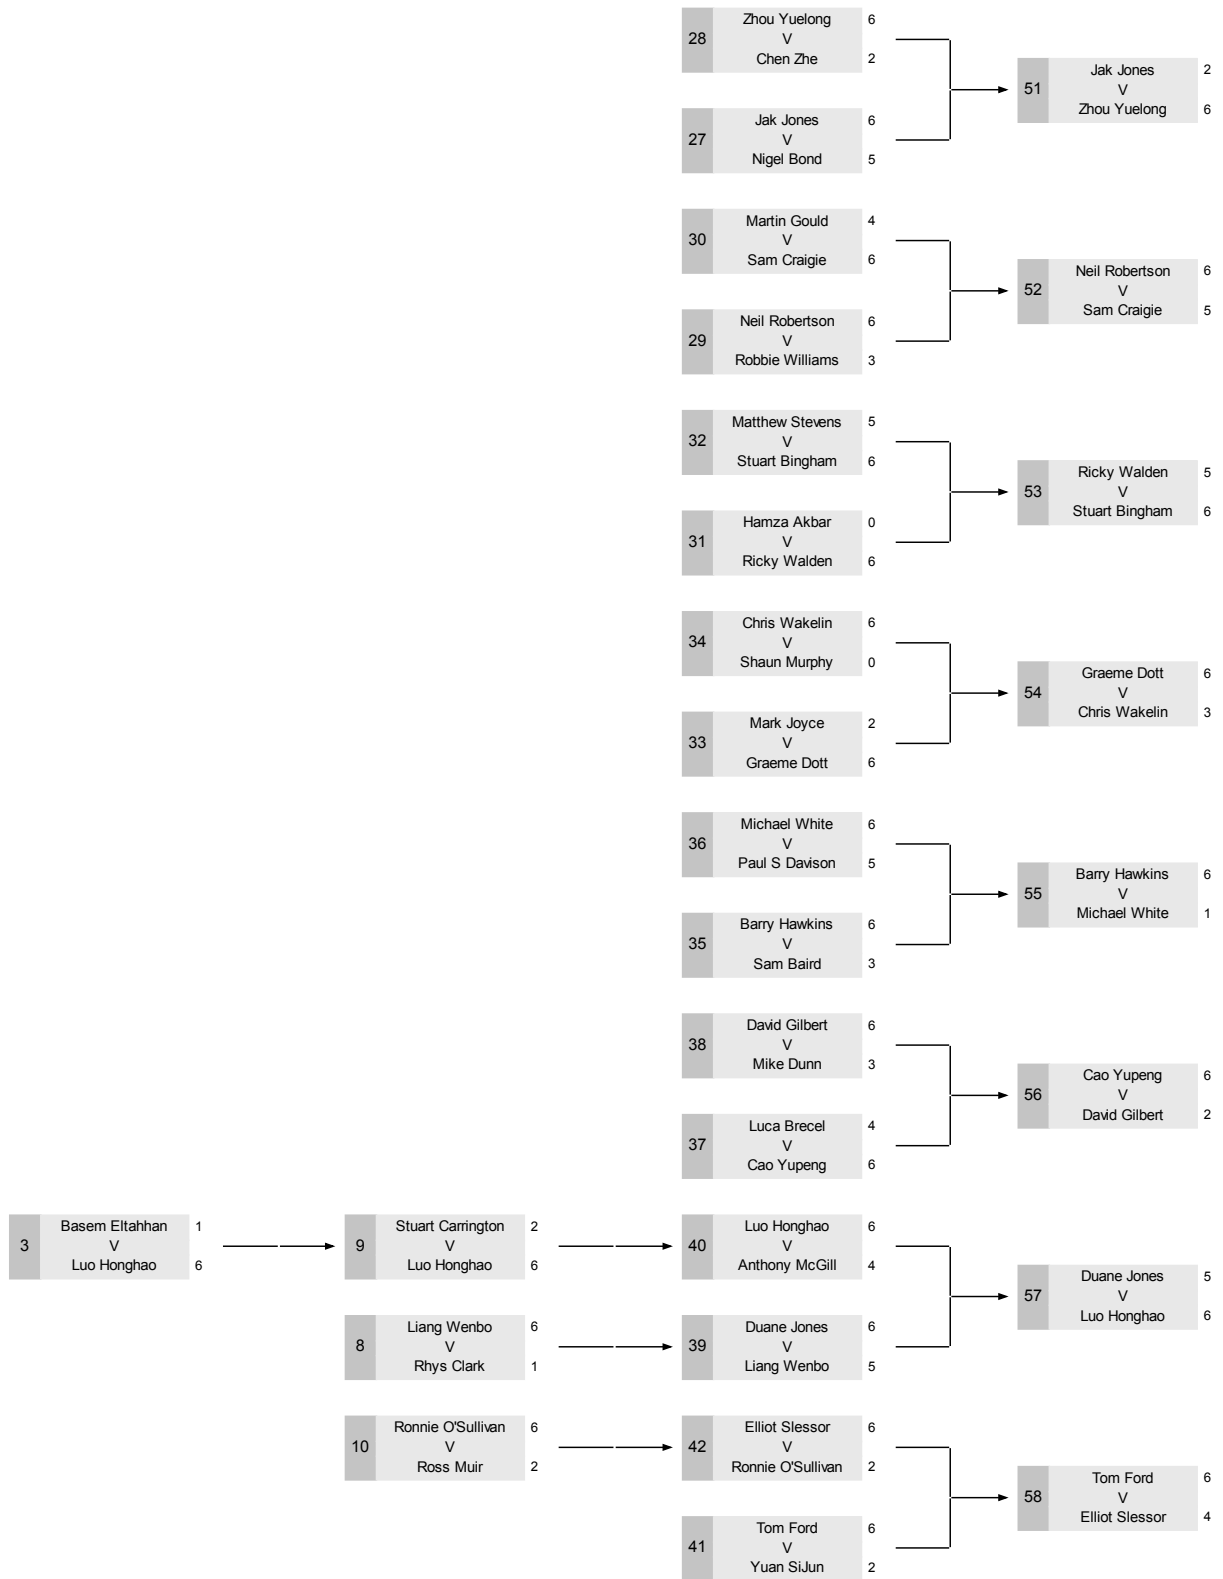 28
Zhou Yuelong 6
V
Chen Zhe 2
27
Jak Jones 6
V
Nigel Bond 5
51
Jak Jones 2
V
Zhou Yuelong 6
30
Martin Gould 4
V
Sam Craigie 6
29
Neil Robertson 6
V
Robbie Williams 3
52
Neil Robertson 6
V
Sam Craigie 5
32
Matthew Stevens 5
V
Stuart Bingham 6
31
Hamza Akbar 0
V
Ricky Walden 6
53
Ricky Walden 5
V
Stuart Bingham 6
34
Chris Wakelin 6
V
Shaun Murphy 0
33
Mark Joyce 2
V
Graeme Dott 6
54
Graeme Dott 6
V
Chris Wakelin 3
36
Michael White 6
V
Paul S Davison 5
35
Barry Hawkins 6
V
Sam Baird 3
55
Barry Hawkins 6
V
Michael White 1
38
David Gilbert 6
V
Mike Dunn 3
37
Luca Brecel 4
V
Cao Yupeng 6
56
Cao Yupeng 6
V
David Gilbert 2
3
Basem Eltahhan 1
V
Luo Honghao 6
9
Stuart Carrington 2
V
Luo Honghao 6
40
Luo Honghao 6
V
Anthony McGill 4
8
Liang Wenbo 6
V
Rhys Clark 1
39
Duane Jones 6
V
Liang Wenbo 5
57
Duane Jones 5
V
Luo Honghao 6
10
Ronnie O'Sullivan 6
V
Ross Muir 2
42
Elliot Slessor 6
V
Ronnie O'Sullivan 2
41
Tom Ford 6
V
Yuan SiJun 2
58
Tom Ford 6
V
Elliot Slessor 4